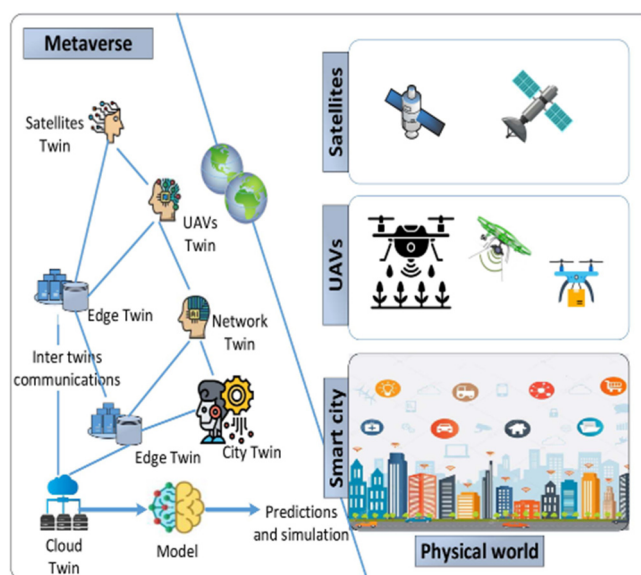 Metaverse
Satellites
Twin
UAVs
Twin
Edge Twin
Network
Twin
Inter twins
communications
Edge Twin
City Twin
Cloud
Twin
Model
Predictions
and simulation
Satellites
UAVs
Smart city
Physical world